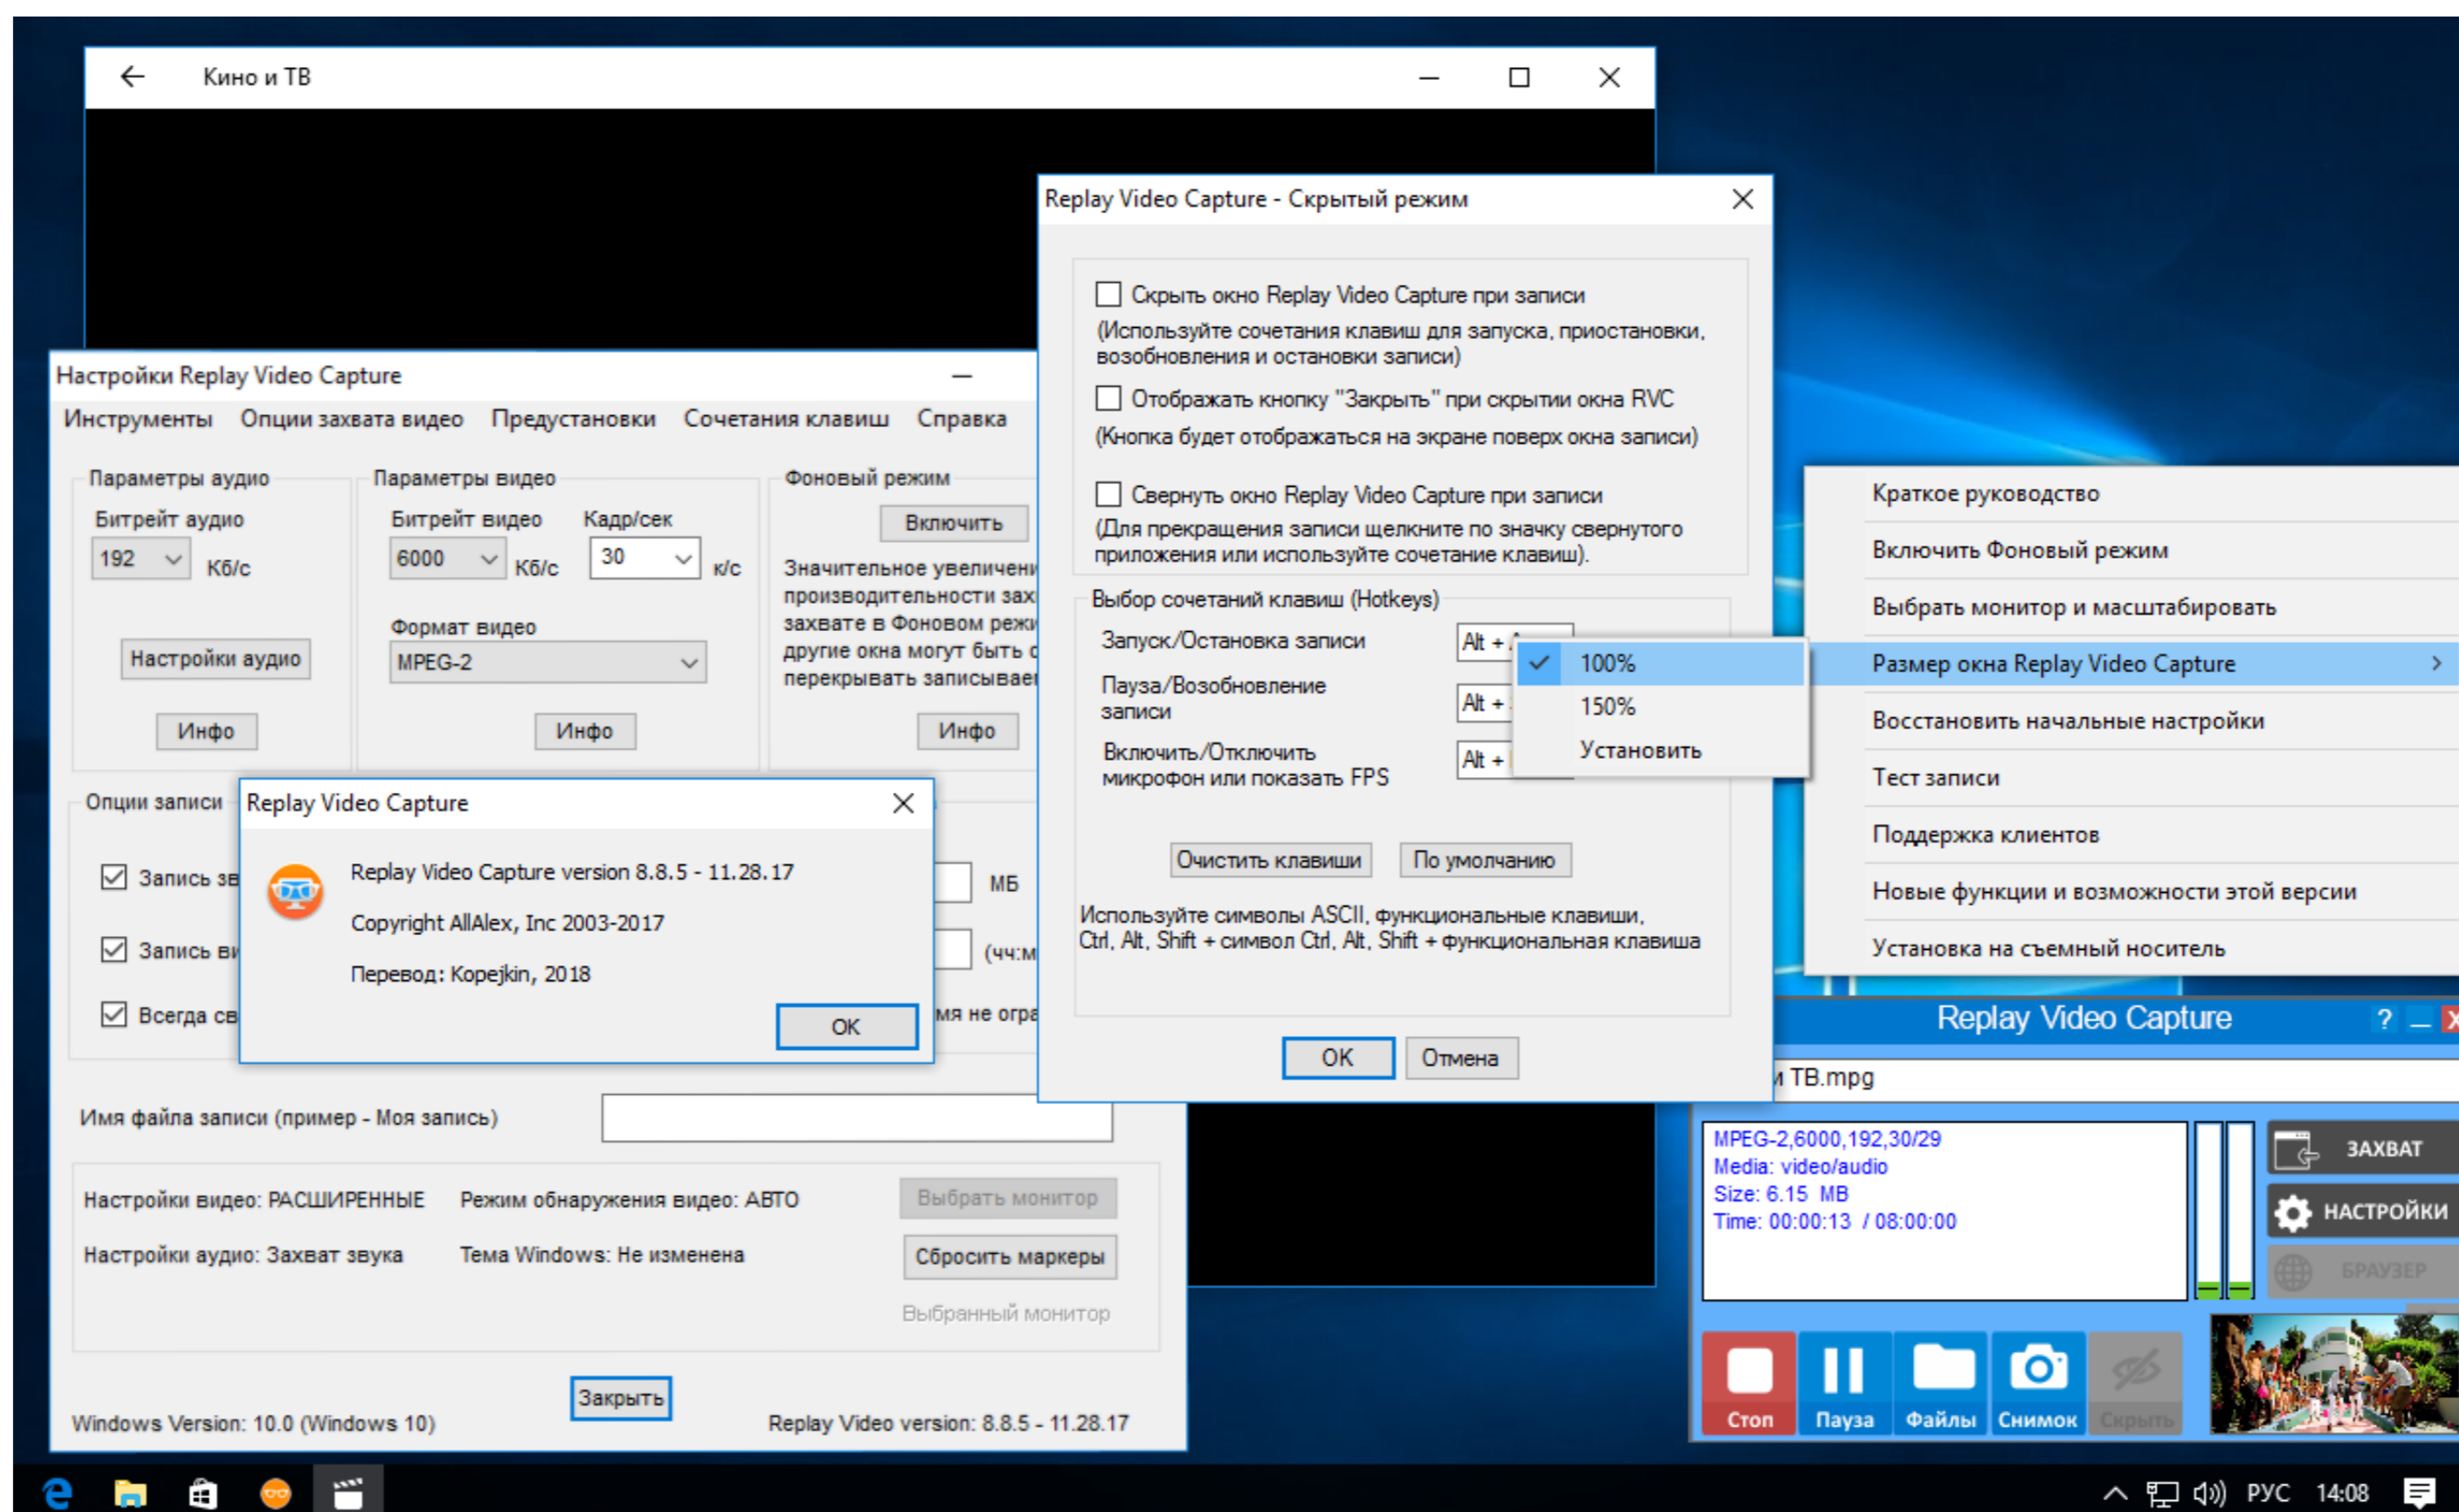 Кино и ТВ
Replay Video Capture - Скрытый режим
Скрыть окно Replay Video Capture при записи
(Используйте сочетания клавиш для запуска, приостановки,
возобновления и остановки записи)
Отображать кнопку "Закрыть" при скрытии окна RVC
(Кнопка будет отображаться на экране поверх окна записи)
Свернуть окно Replay Video Capture при записи
(Для прекращения записи щелкните по значку свернутого
приложения или используйте сочетание клавиш).
Выбор сочетаний клавиш (Hotkeys)
Запуск/Остановка записи
Alt +
Пауза/Возобновление
записи
Alt +
Включить/Отключить
микрофон или показать FPS
Alt +
Очистить клавиши
По умолчанию
Используйте символы ASCII, функциональные клавиши,
Ctrl, Alt, Shift + символ Ctrl, Alt, Shift + функциональная клавиша
OK
Отмена
100%
150%
Установить
Краткое руководство
Включить Фоновый режим
Выбрать монитор и масштабировать
Размер окна Replay Video Capture
Восстановить начальные настройки
Тест записи
Поддержка клиентов
Новые функции и возможности этой версии
Установка на съемный носитель
Настройки Replay Video Capture
Инструменты Опции захвата видео Предустановки Сочетания клавиш Справка
Параметры аудио
Битрейт аудио
192 Кб/с
Настройки аудио
Инфо
Параметры видео
Битрейт видео Кадр/сек
6000 Кб/с 30 к/с
Формат видео
MPEG-2
Инфо
Фоновый режим
Включить
Значительное
производительности
захвате в Фоновом
другие окна могут быть
перекрывать
Инфо
Опции записи
Запись
МБ
Запись
Всегда
не
Replay Video Capture
Replay Video Capture version 8.8.5 - 11.28.17
Copyright AllAlex, Inc 2003-2017
Перевод: Kopejkin, 2018
OK
Имя файла записи (пример - Моя запись)
Настройки видео: РАСШИРЕННЫЕ Режим обнаружения видео: АВТО Выбрать монитор
Настройки аудио: Захват звука Тема Windows: Не изменена Сбросить маркеры
Выбранный монитор
Закрыть
Windows Version: 10.0 (Windows 10) Replay Video version: 8.8.5 - 11.28.17
Replay Video Capture ? _ X
и ТВ.mpg
MPEG-2,6000,192,30/29
Media: video/audio
Size: 6.15 MB
Time: 00:00:13 / 08:00:00
ЗАХВАТ
НАСТРОЙКИ
БРАУЗЕР
Стоп Пауза Файлы Снимок Скрыть
РУС 14:08